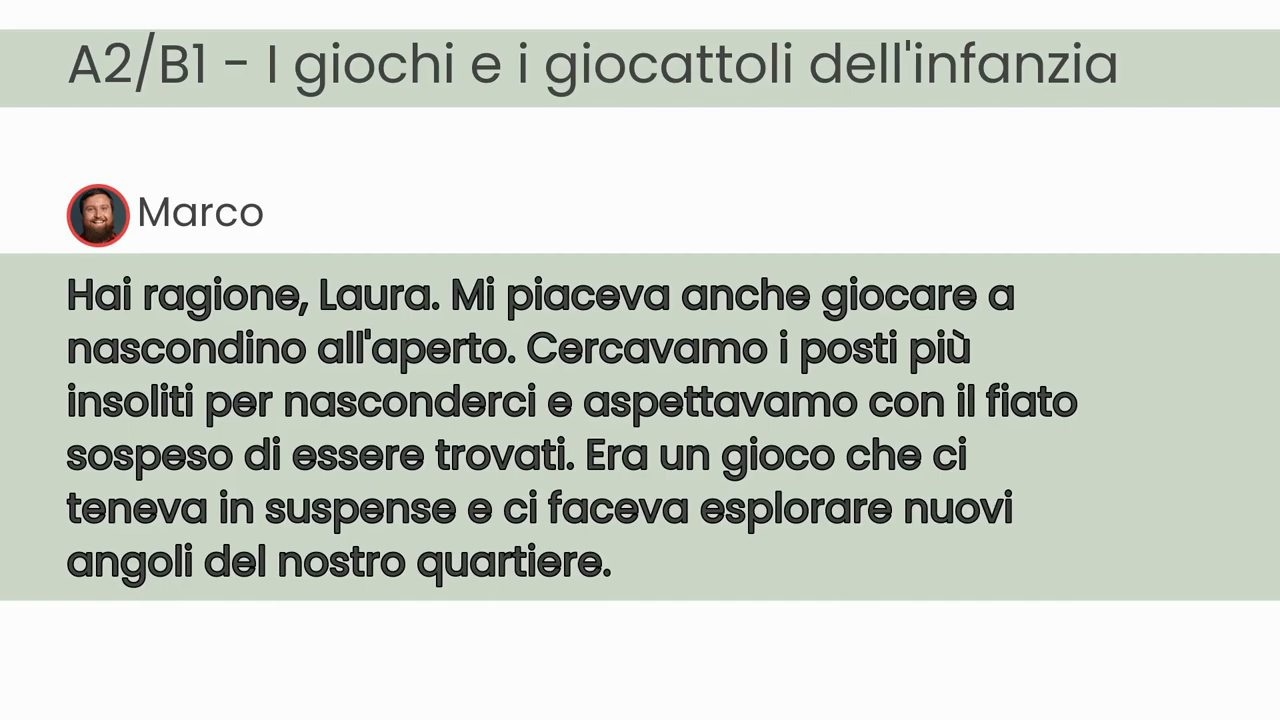 A2/B1 - I giochi e i giocattoli dell'infanzia
Marco
Hai ragione, Laura. Mi piaceva anche giocare a
nascondino all'aperto. Cercavamo i posti più
insoliti per nasconderci e aspettavamo con il fiato
sospeso di essere trovati. Era un gioco che ci
teneva in suspense e ci faceva esplorare nuovi
angoli del nostro quartiere.